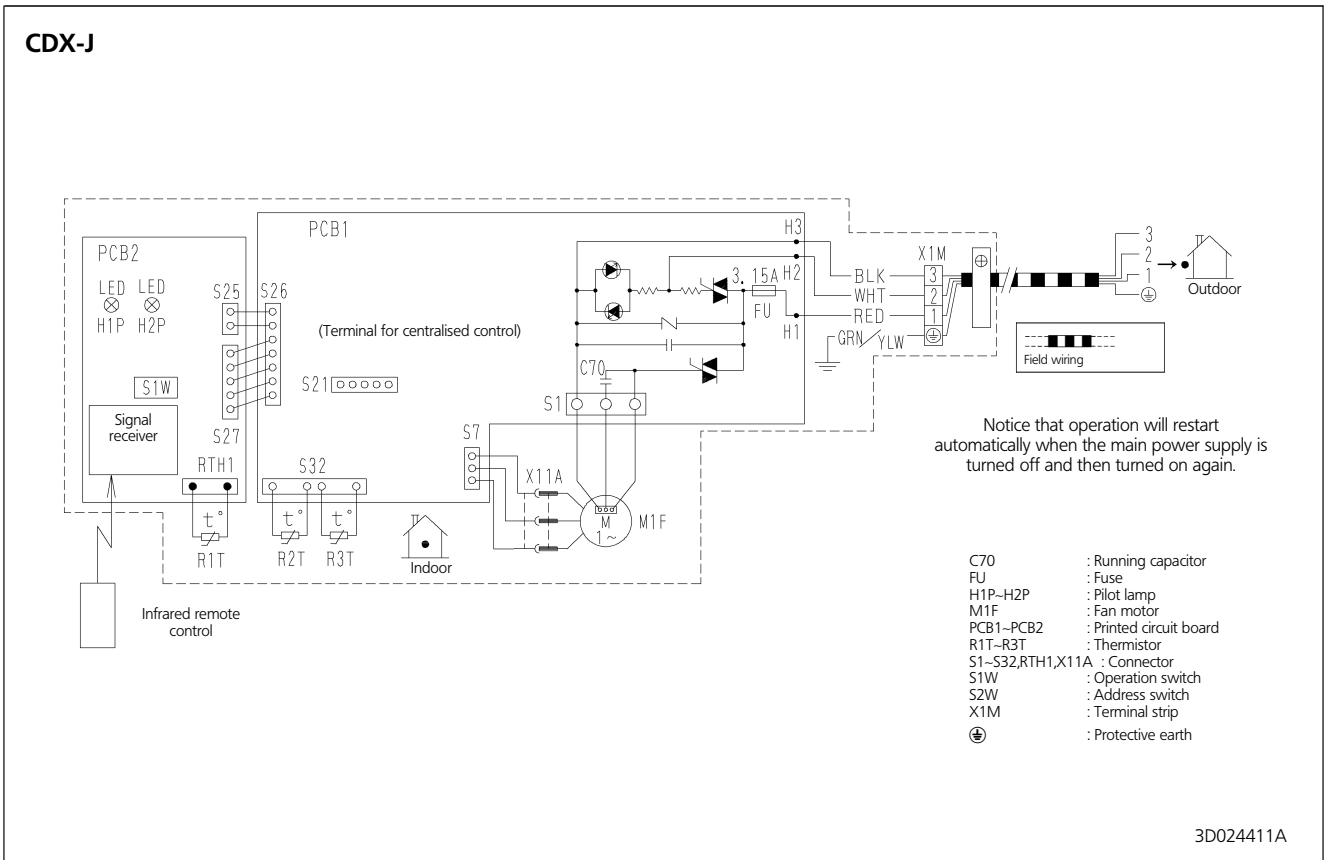 CDX-J
PCB2
LED LED
H1P H2P
S1W
Signal
receiver
S25 S26
S27
RTH1
t°
R1T
Infrared remote
control
PCB1
(Terminal for centralised control)
S21
S32
t° t°
R2T R3T
Indoor
S7
X11A
M
1~
M1F
S1
C70
3. 15A
FU
H3
H2
H1
BLK
WHT
RED
GRN/YLW
X1M
3
2
1
3
2
1
Outdoor
Field wiring
Notice that operation will restart
automatically when the main power supply is
turned off and then turned on again.
C70 : Running capacitor
FU : Fuse
H1P~H2P : Pilot lamp
M1F : Fan motor
PCB1~PCB2 : Printed circuit board
R1T~R3T : Thermistor
S1~S32,RTH1,X11A : Connector
S1W : Operation switch
S2W : Address switch
X1M : Terminal strip
: Protective earth
3D024411A